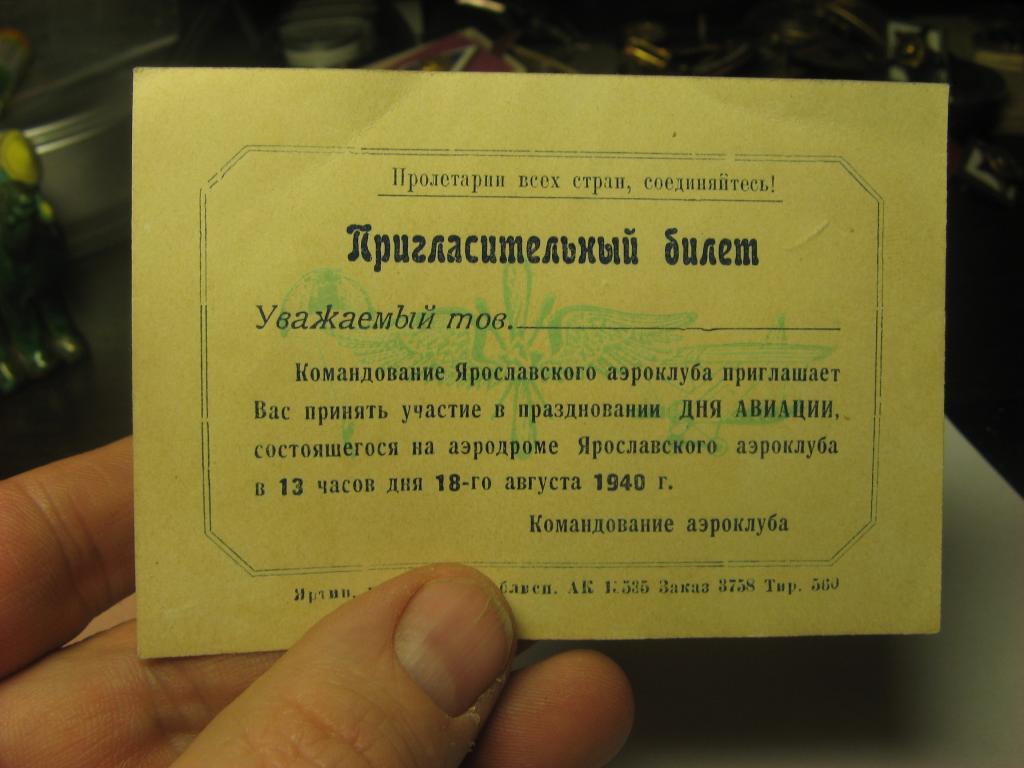 Пролетарии всех стран, соединяйтесь!
Пригласительный билет
Уважаемый тов.
Командование Ярославского аэроклуба приглашает
Вас принять участие в праздновании ДНЯ АВИАЦИИ,
состоящегося на аэродроме Ярославского аэроклуба
в 13 часов дня 18-го августа 1940 г.
Командование аэроклуба
АК Заказ 3758 Тир. 560